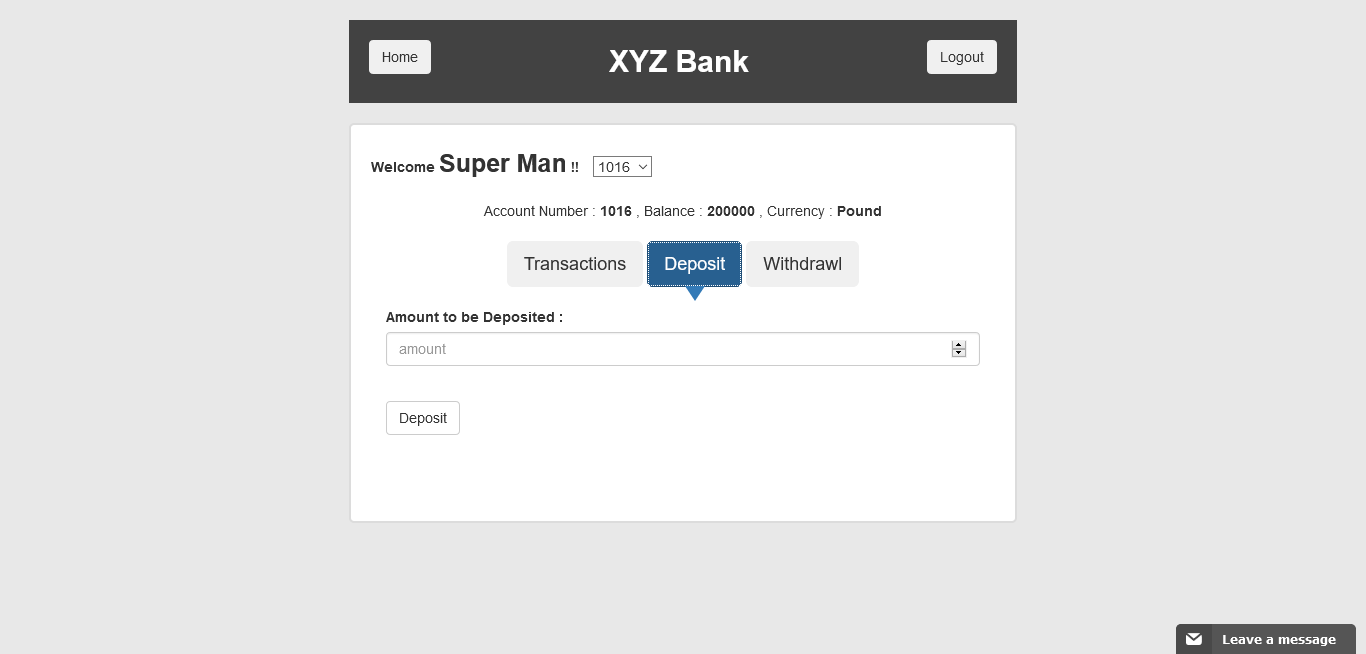 Home XYZ Bank Logout
Welcome Super Man !! 1016
Account Number : 1016 , Balance : 200000 , Currency : Pound
Transactions Deposit Withdrawl
Amount to be Deposited :
amount
Deposit
Leave a message